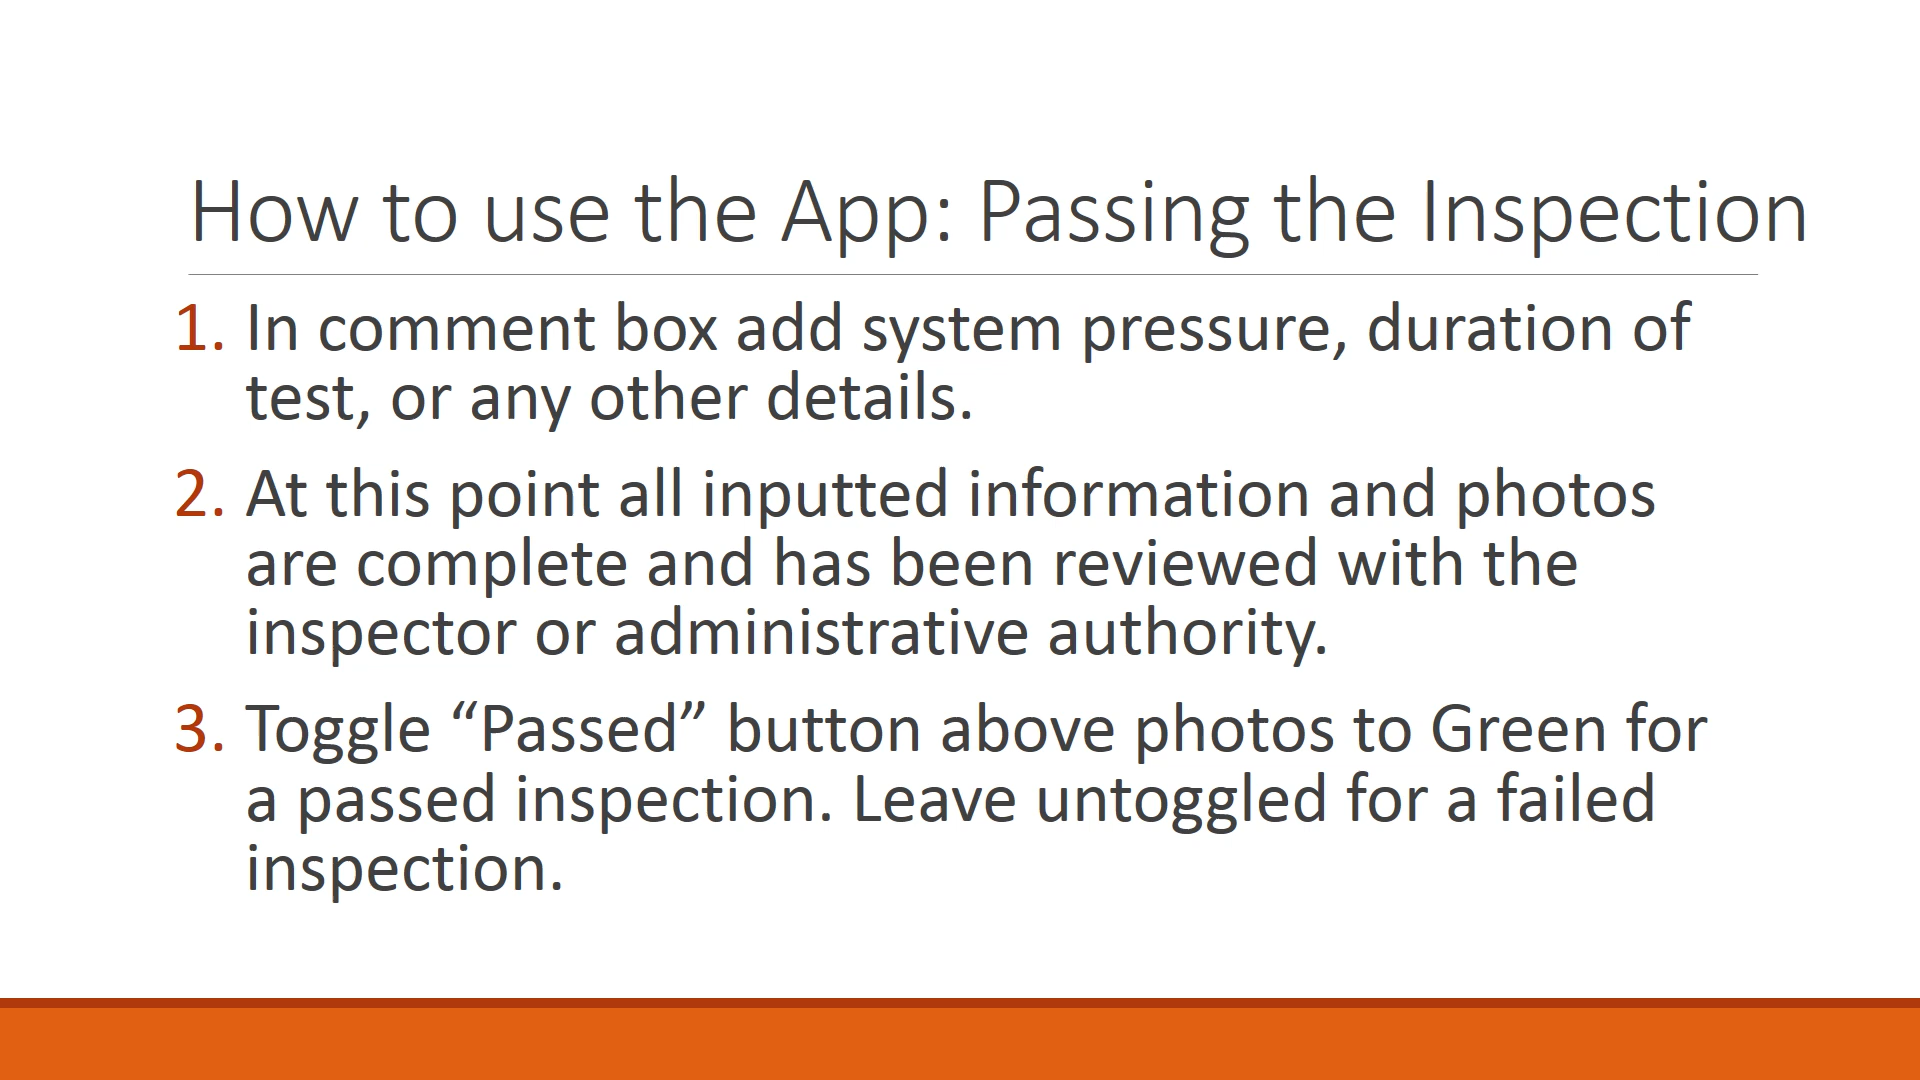 How to use the App: Passing the Inspection
1. In comment box add system pressure, duration of
test, or any other details.
2. At this point all inputted information and photos
are complete and has been reviewed with the
inspector or administrative authority.
3. Toggle “Passed” button above photos to Green for
a passed inspection. Leave untoggled for a failed
inspection.